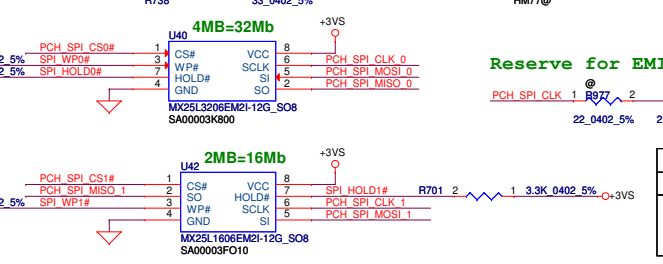 R738 33_0402_5% HM77@
4MB=32Mb
+3VS
U40
PCH_SPI_CS0# 1 CS# VCC 8
2_5% SPI_WP0# 3 WP# SCLK 6 PCH_SPI_CLK_0
2_5% SPI_HOLD0# 7 HOLD# SI 5 PCH_SPI_MOSI_0
4 GND SO 2 PCH_SPI_MISO_0
MX25L3206EM2I-12G_SO8
SA00003K800
Reserve for EMI
@
PCH_SPI_CLK 1 R977 2
22_0402_5% 2
2MB=16Mb
+3VS
U42
PCH_SPI_CS1# 1 CS# VCC 8
PCH_SPI_MISO_1 2 SO HOLD# 7 SPI_HOLD1# R701 2 1 3.3K_0402_5% +3VS
2_5% SPI_WP1# 3 WP# SCLK 6 PCH_SPI_CLK_1
4 GND SI 5 PCH_SPI_MOSI_1
MX25L1606EM2I-12G_SO8
SA00003FO10